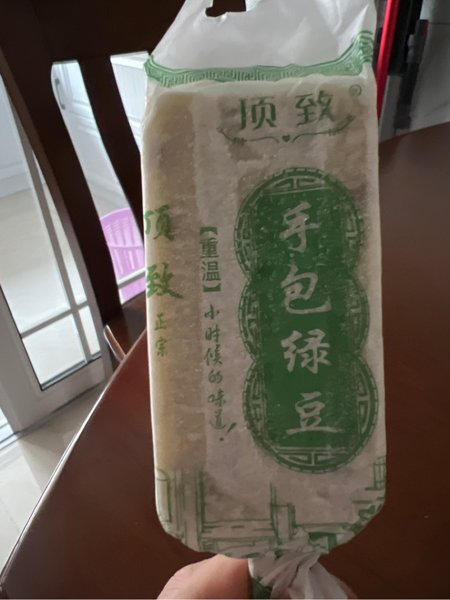 顶致®
手包绿豆
【重温】
小时候的味道！
顶致
正宗